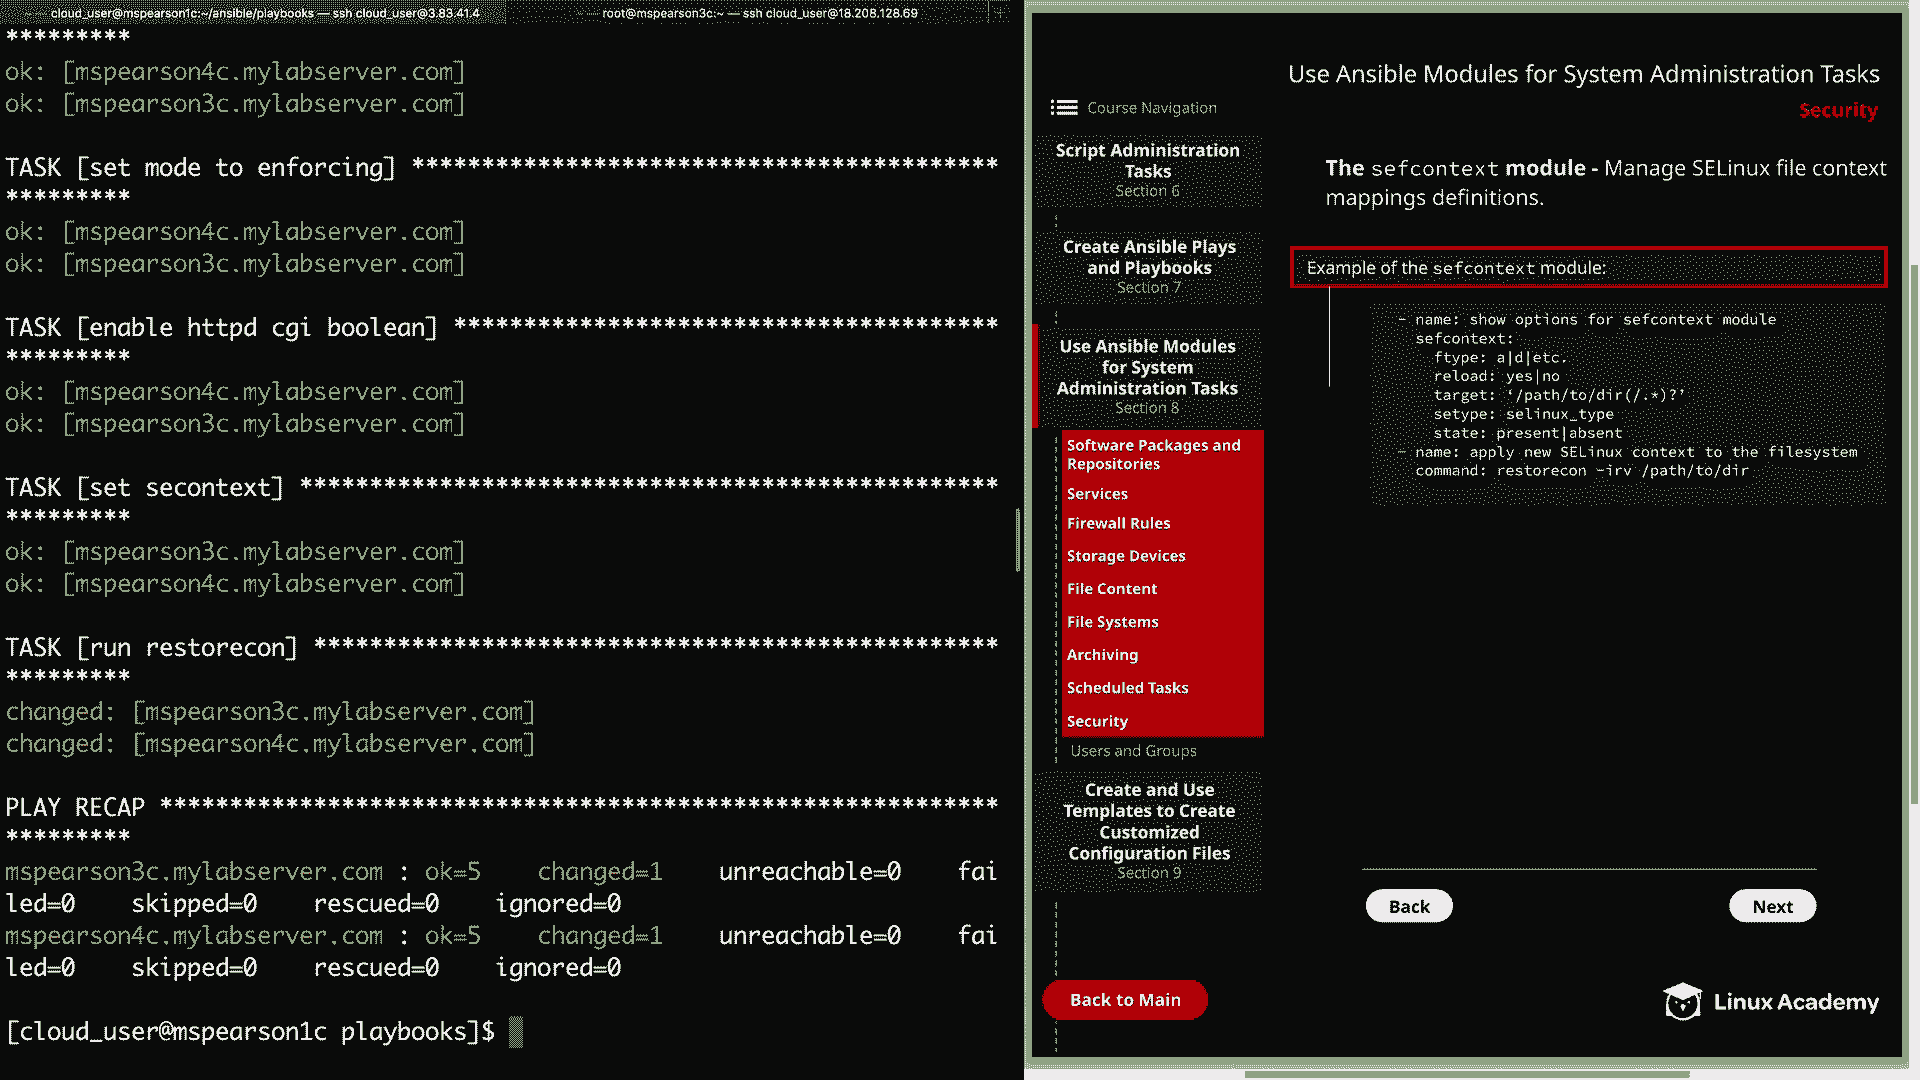 cloud_user@mspearson1c:~/ansible/playbooks — ssh cloud_user@3.83.41.4
root@mspearson3c:~ — ssh cloud_user@18.208.128.69
*********
ok: [mspearson4c.mylabserver.com]
ok: [mspearson3c.mylabserver.com]
TASK [set mode to enforcing] ******************************************
*********
ok: [mspearson4c.mylabserver.com]
ok: [mspearson3c.mylabserver.com]
TASK [enable httpd cgi boolean] ***************************************
*********
ok: [mspearson4c.mylabserver.com]
ok: [mspearson3c.mylabserver.com]
TASK [set secontext] **************************************************
*********
ok: [mspearson3c.mylabserver.com]
ok: [mspearson4c.mylabserver.com]
TASK [run restorecon] *************************************************
*********
changed: [mspearson3c.mylabserver.com]
changed: [mspearson4c.mylabserver.com]
PLAY RECAP ************************************************************
*********
mspearson3c.mylabserver.com : ok=5    changed=1    unreachable=0    fai
led=0    skipped=0    rescued=0    ignored=0
mspearson4c.mylabserver.com : ok=5    changed=1    unreachable=0    fai
led=0    skipped=0    rescued=0    ignored=0
[cloud_user@mspearson1c playbooks]$
Use Ansible Modules for System Administration Tasks
Security
Course Navigation
Script Administration
Tasks
Section 6
Create Ansible Plays
and Playbooks
Section 7
Use Ansible Modules
for System
Administration Tasks
Section 8
Software Packages and
Repositories
Services
Firewall Rules
Storage Devices
File Content
File Systems
Archiving
Scheduled Tasks
Security
Users and Groups
Create and Use
Templates to Create
Customized
Configuration Files
Section 9
Back to Main
The sefcontext module - Manage SELinux file context
mappings definitions.
Example of the sefcontext module:
- name: show options for sefcontext module
sefcontext:
ftype: a|d|etc.
reload: yes|no
target: ‘/path/to/dir(/.*)?’
setype: selinux_type
state: present|absent
- name: apply new SELinux context to the filesystem
command: restorecon -irv /path/to/dir
Back
Next
Linux Academy